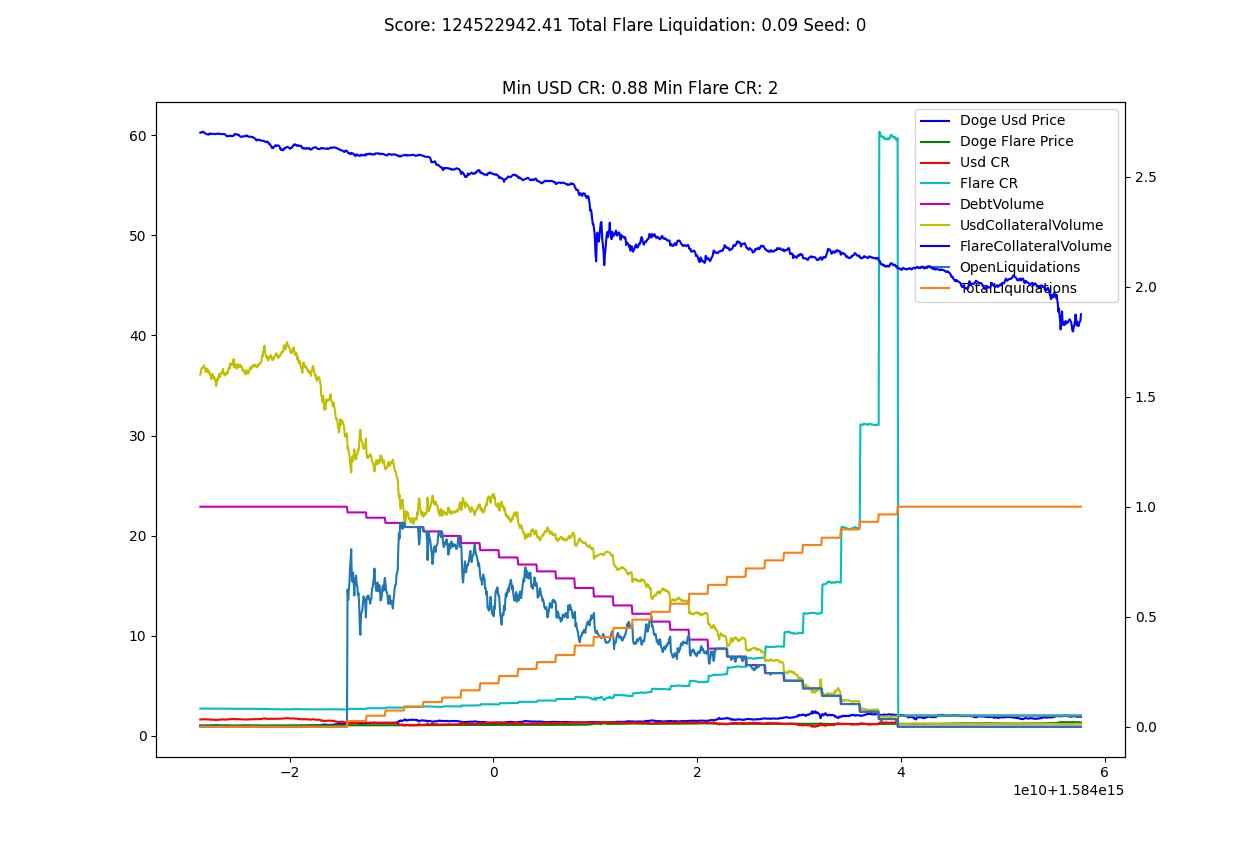 Score: 124522942.41 Total Flare Liquidation: 0.09 Seed: 0
Min USD CR: 0.88 Min Flare CR: 2
Doge Usd Price
Doge Flare Price
Usd CR
Flare CR
DebtVolume
UsdCollateralVolume
FlareCollateralVolume
OpenLiquidations
TotalLiquidations
60
50
40
30
20
10
0
2.5
2.0
1.5
1.0
0.5
0.0
−2
0
2
4
6
1e10+1.584e15